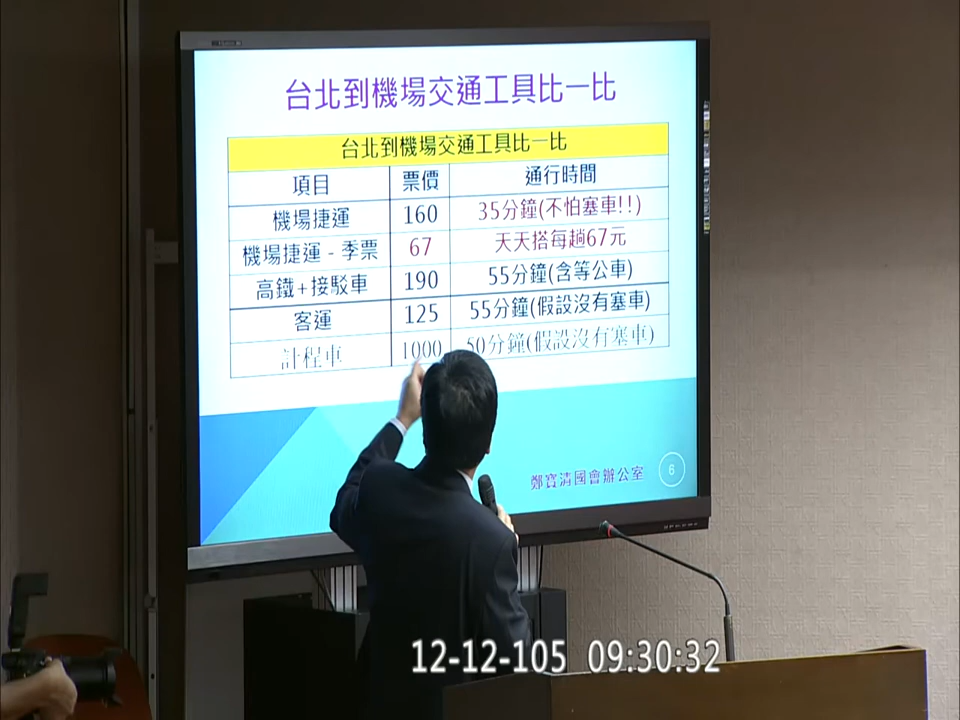 台北到機場交通工具比一比
台北到機場交通工具比一比
項目 票價 通行時間
機場捷運 160 35分鐘(不怕塞車!!)
機場捷運-季票 67 天天搭每趟67元
高鐵+接駁車 190 55分鐘(含等公車)
客運 125 55分鐘(假設沒有塞車)
計程車 1000 50分鐘(假設沒有塞車)
鄭寶清國會辦公室 6
12-12-105 09:30:32